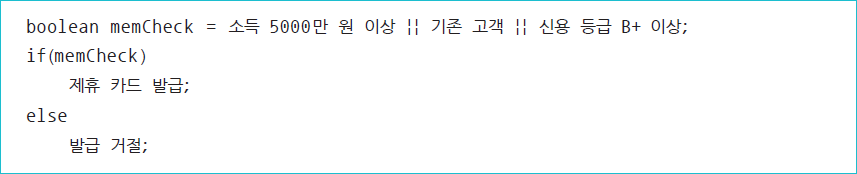 boolean memCheck = 소득 5000만 원 이상 || 기존 고객 || 신용 등급 B+ 이상;
if(memCheck)
제휴 카드 발급;
else
발급 거절;